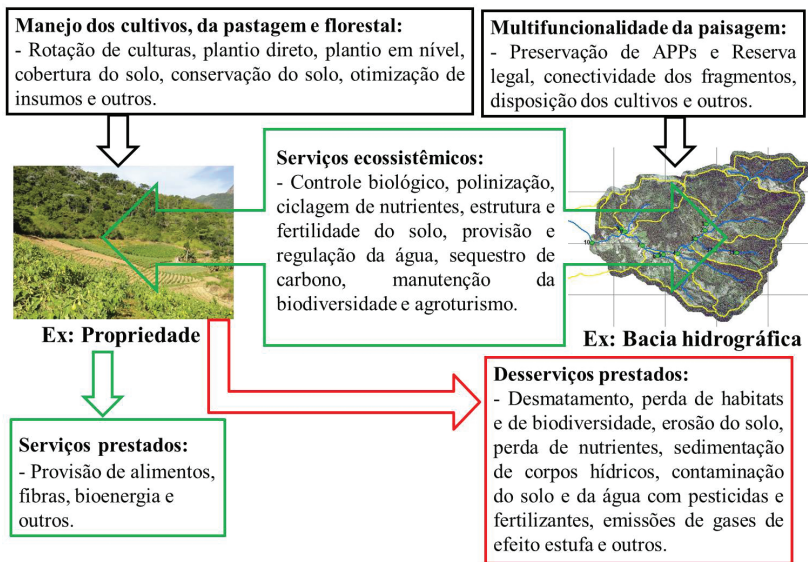 Manejo dos cultivos, da pastagem e florestal:
- Rotação de culturas, plantio direto, plantio em nível,
cobertura do solo, conservação do solo, otimização de
insumos e outros.
Multifuncionalidade da paisagem:
- Preservação de APPs e Reserva
legal, conectividade dos fragmentos,
disposição dos cultivos e outros.
Serviços ecossistêmicos:
- Controle biológico, polinização,
ciclagem de nutrientes, estrutura e
fertilidade do solo, provisão e
regulação da água, sequestro de
carbono, manutenção da
biodiversidade e agroturismo.
Ex: Propriedade
Ex: Bacia hidrográfica
Serviços prestados:
- Provisão de alimentos,
fibras, bioenergia e
outros.
Desserviços prestados:
- Desmatamento, perda de habitats
e de biodiversidade, erosão do solo,
perda de nutrientes, sedimentação
de corpos hídricos, contaminação
do solo e da água com pesticidas e
fertilizantes, emissões de gases de
efeito estufa e outros.